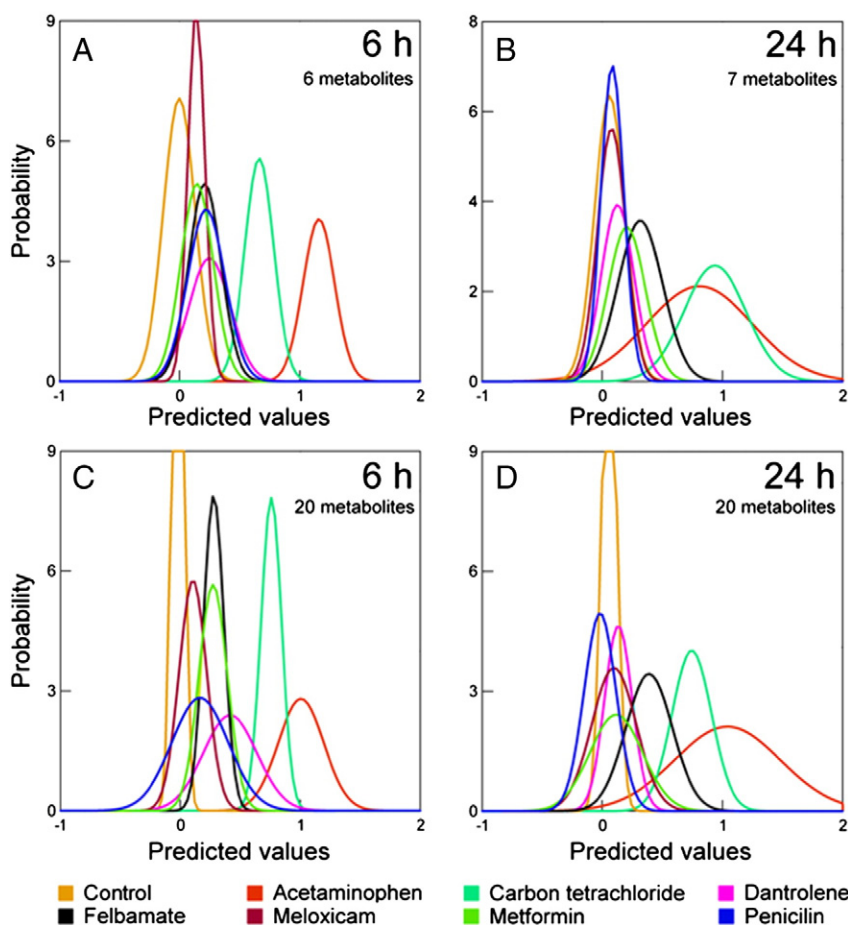 A
6 h
6 metabolites
9
6
3
0
Probability
-1
0
1
2
Predicted values
B
24 h
7 metabolites
8
6
4
2
0
-1
0
1
2
Predicted values
C
6 h
20 metabolites
9
6
3
0
Probability
-1
0
1
2
Predicted values
D
24 h
20 metabolites
9
6
3
0
-1
0
1
2
Predicted values
Control
Acetaminophen
Carbon tetrachloride
Dantrolene
Felbamate
Meloxicam
Metformin
Penicilin